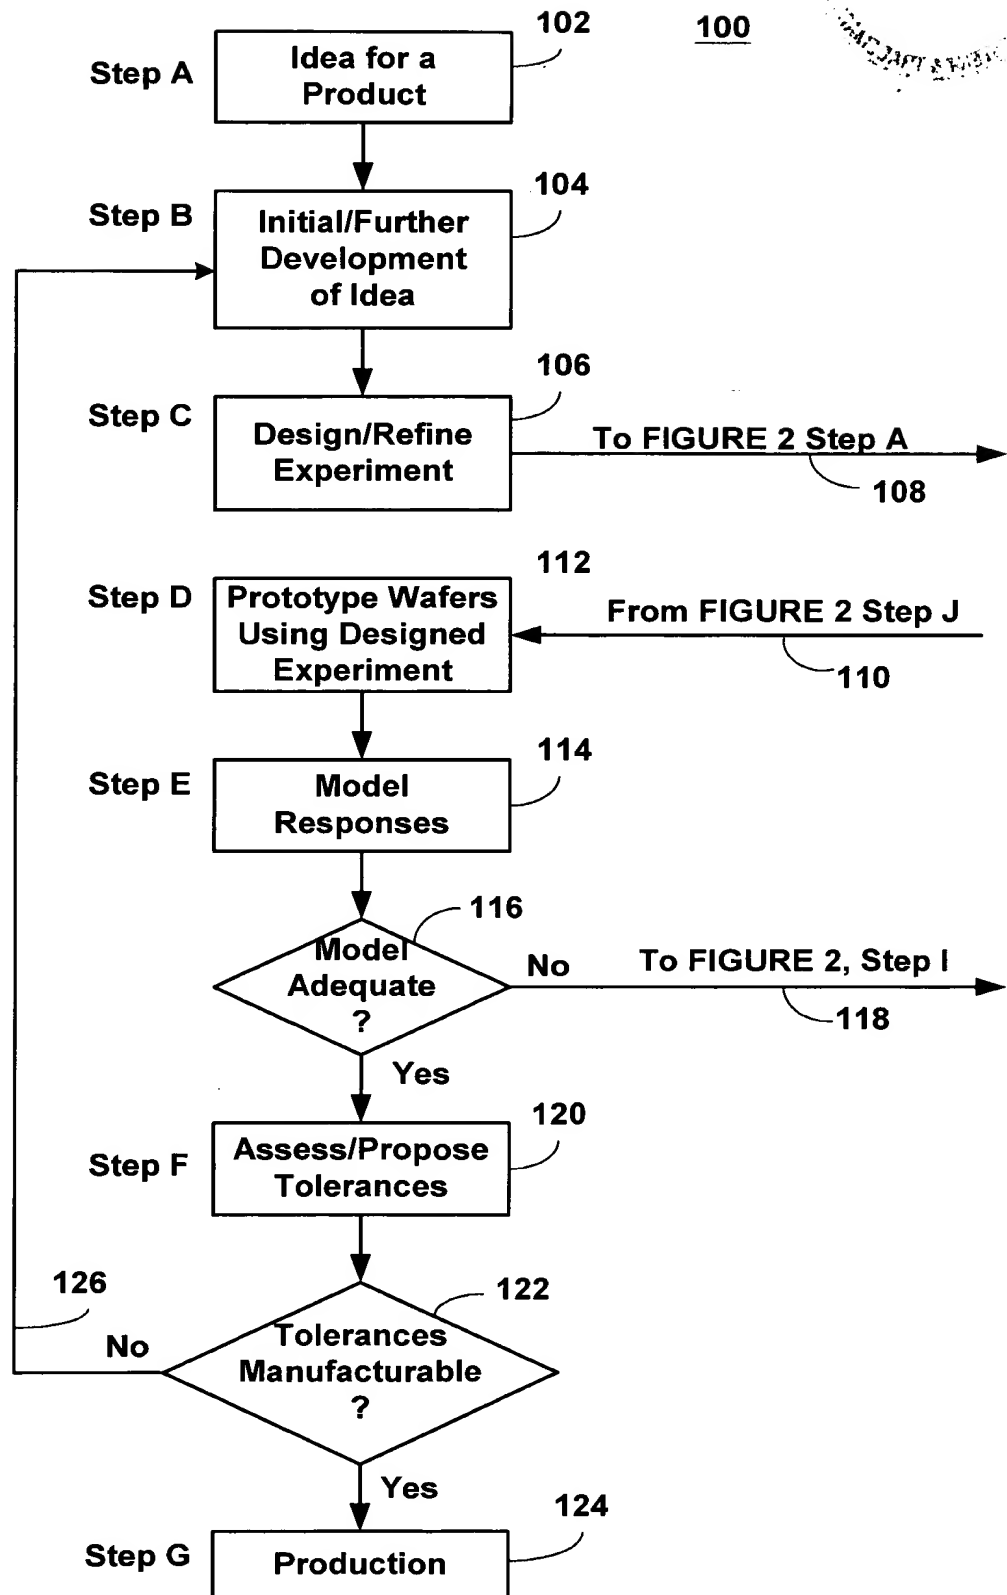 100
102
Step A
Idea for a
Product
104
Step B
Initial/Further
Development
of Idea
106
Step C
Design/Refine
Experiment
To FIGURE 2 Step A
108
112
Step D
Prototype Wafers
Using Designed
Experiment
From FIGURE 2 Step J
110
114
Step E
Model
Responses
116
Model
Adequate
?
No
To FIGURE 2, Step I
118
Yes
120
Step F
Assess/Propose
Tolerances
126
122
No
Tolerances
Manufacturable
?
Yes
124
Step G
Production